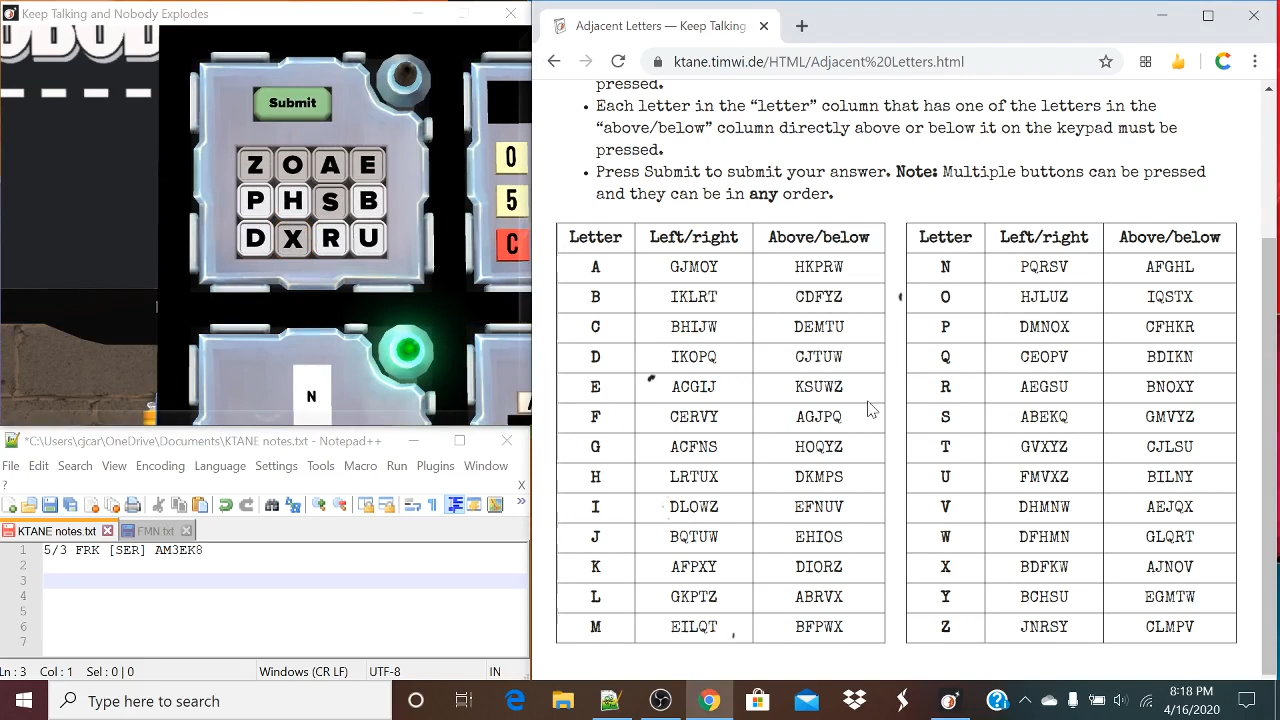 Keep Talking and Nobody Explodes
Submit
Z O A E
P H S B
D X R U
0
5
C
N
*C:\Users\cjcar\OneDrive\Documents\KTANE notes.txt - Notepad++
File Edit Search View Encoding Language Settings Tools Macro Run Plugins Window
?
X
KTANE notes.txt FMN txt
1 5/3 FRK [SER] AM3EK8
2
3
4
5
6
7
Ln : 3 Col : 1 Sel : 0 | 0 Windows (CR LF) UTF-8 IN
Adjacent Letters — Keep Talking
ktane.timwi.de/HTML/Adjacent%20Letters.html
pressed.
• Each letter in the “letter” column that has one of the letters in the
“above/below” column directly above or below it on the keypad must be
pressed.
• Press Submit to submit your answer. Note: Multiple buttons can be pressed
and they can be in any order.
Letter Left/right Above/below
A GJMOY HKPRW
B IKLRT CDFYZ
C BHIJW DEMTU
D IKOPQ CJTUW
E ACGIJ KSUWZ
F CERVY AGJPQ
G ACFNS HOQYZ
H LRTUX DKMPS
I DLOWZ EFNUV
J BQTUW EHIOS
K AFPXY DIORZ
L GKPTZ ABRVX
M EILQT BFPWX
Letter Left/right Above/below
N PQRSV AFGHL
O HJLUZ IQSTX
P DMNOX CFHKR
Q CEOPV BDIKN
R AEGSU BNOXY
S ABEKQ GMVYZ
T GVXYZ CJLSU
U FMVXZ BILNY
V DHMNW AEJQX
W DFHMN GLQRT
X BDFKW AJNOV
Y BCHSU EGMTW
Z JNRSY CLMPV
Type here to search
8:18 PM
4/16/2020